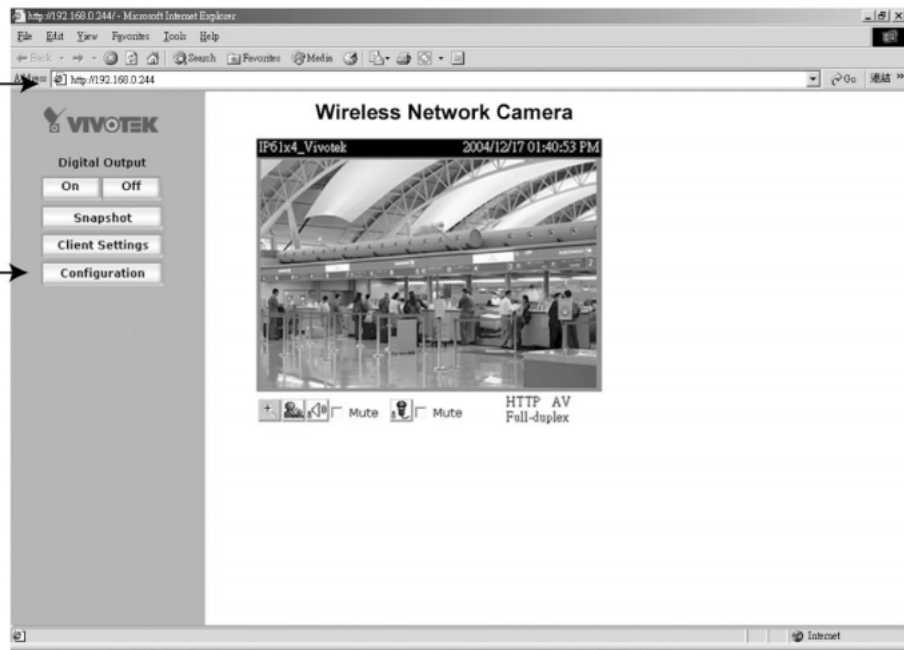 http://192.168.0.244/ - Microsoft Internet Explorer
File Edit View Favorites Tools Help
Back Search Favorites Media
Address http://192.168.0.244 Go 連結 »
VIVOTEK
Digital Output
On Off
Snapshot
Client Settings
Configuration
Wireless Network Camera
IP61x4_Vivotek 2004/12/17 01:40:53 PM
Mute Mute
HTTP AV
Full-duplex
Internet